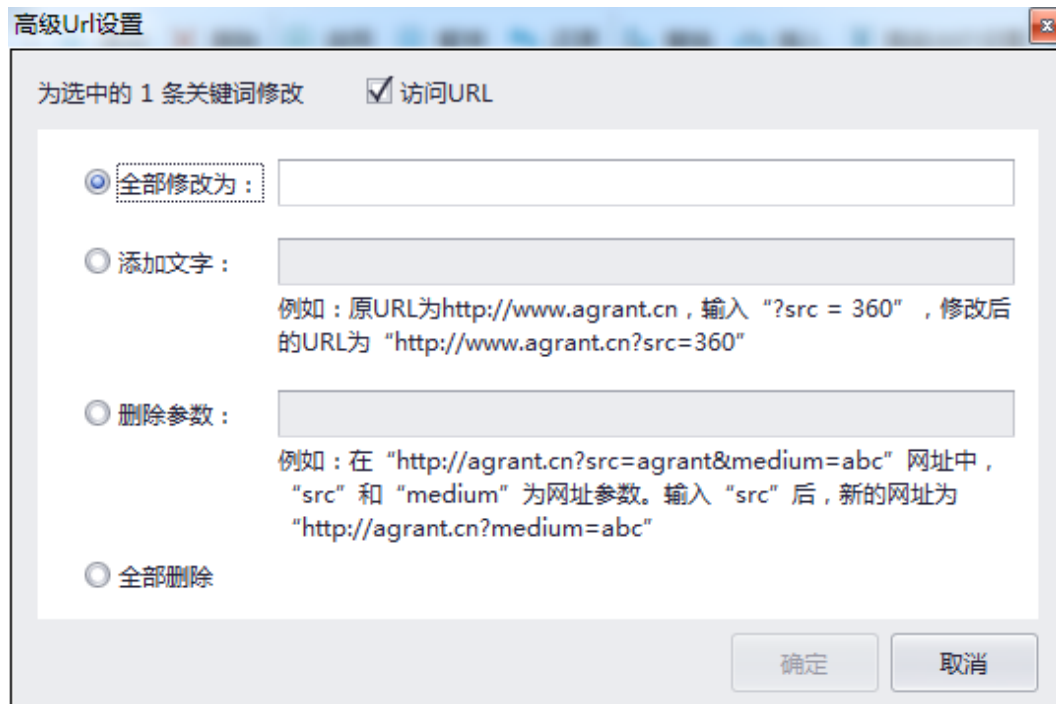 高级Url设置
为选中的 1 条关键词修改 访问URL
全部修改为：
添加文字：
例如：原URL为http://www.agrant.cn，输入“?src = 360”，修改后
的URL为“http://www.agrant.cn?src=360”
删除参数：
例如：在“http://agrant.cn?src=agrant&medium=abc”网址中，
“src”和“medium”为网址参数。输入“src”后，新的网址为
“http://agrant.cn?medium=abc”
全部删除
确定 取消